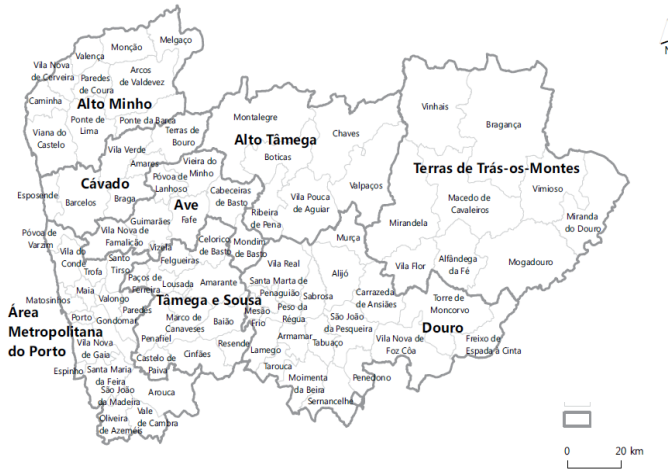 Melgaço
Monção
Valença
Vila Nova
de Cerveira
Paredes
de Coura
Arcos
de Valdevez
Caminha
Alto Minho
Ponte de
Lima
Ponte da Barca
Viana do
Castelo
Terras de
Bouro
Vila Verde
Amares
Cávado
Esposende
Barcelos
Braga
Montalegre
Alto Tâmega
Chaves
Boticas
Valpaços
Vila Pouca
de Aguiar
Ribeira
de Pena
Vieira do
Minho
Póvoa de
Lanhoso
Cabeceiras
de Basto
Ave
Fafe
Guimarães
Vila Nova de
Famalicão
Vizela
Mondim
de Basto
Vinhais
Bragança
Terras de Trás-os-Montes
Vimioso
Macedo de
Cavaleiros
Miranda
do Douro
Mirandela
Vila Flor
Alfândega
da Fé
Mogadouro
Póvoa de
Varzim
Vila do
Conde
Santo
Tirso
Trofa
Maia
Matosinhos
Valongo
Paredes
Porto
Gondomar
Área
Metropolitana
do Porto
Vila Nova
de Gaia
Espinho
Santa Maria
da Feira
São João
da Madeira
Arouca
Oliveira
de Azeméis
Vale
de Cambra
Celorico
de Basto
Felgueiras
Paços de
Ferreira
Lousada
Amarante
Tâmega e Sousa
Marco de
Canaveses
Baião
Penafiel
Resende
Castelo de
Paiva
Cinfães
Murça
Vila Real
Alijó
Santa Marta de
Penaguião
Sabrosa
Carrazeda
de Ansiães
Mesão
Frio
Peso da
Régua
São João
da Pesqueira
Torre de
Moncorvo
Douro
Armamar
Tabuaço
Lamego
Vila Nova de
Foz Côa
Freixo de
Espada à Cinta
Tarouca
Moimenta
da Beira
Penedono
Sernancelhe
N
0
20 km